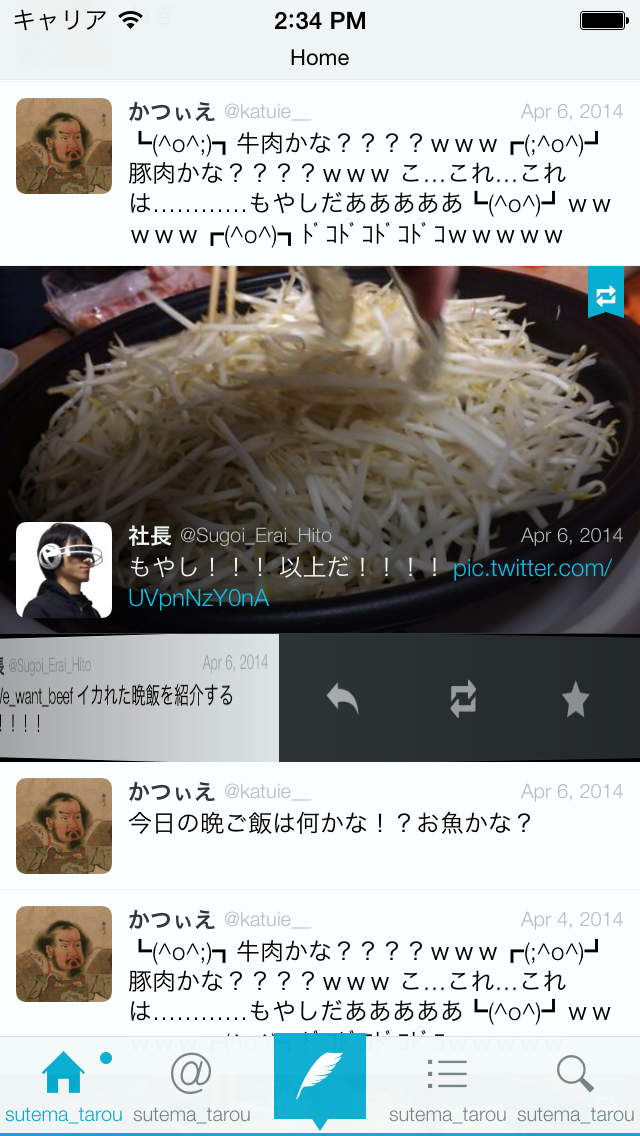 キャリア 2:34 PM
Home
かつぃえ @katuie__ Apr 6, 2014
┗(^o^;)┓牛肉かな？？？？ｗｗｗ┏(;^o^)┛
豚肉かな？？？？ｗｗｗ こ…これ…これ
は…………もやしだあああああ┗(^o^)┛ｗｗ
ｗｗｗ┏(^o^)┓ﾄﾞｺﾄﾞｺﾄﾞｺﾄﾞｺｗｗｗｗｗ
社長 @Sugoi_Erai_Hito Apr 6, 2014
もやし！！！以上だ！！！！ pic.twitter.com/
UVpnNzY0nA
長 @Sugoi_Erai_Hito Apr 6, 2014
e_want_beef イカれた晩飯を紹介する
！！！！
かつぃえ @katuie__ Apr 6, 2014
今日の晩ご飯は何かな！？お魚かな？
かつぃえ @katuie__ Apr 4, 2014
┗(^o^;)┓牛肉かな？？？？ｗｗｗ┏(;^o^)┛
豚肉かな？？？？ｗｗｗ こ…これ…これ
は…………もやしだあああああ┗(^o^)┛ｗｗ
sutema_tarou sutema_tarou sutema_tarou sutema_tarou